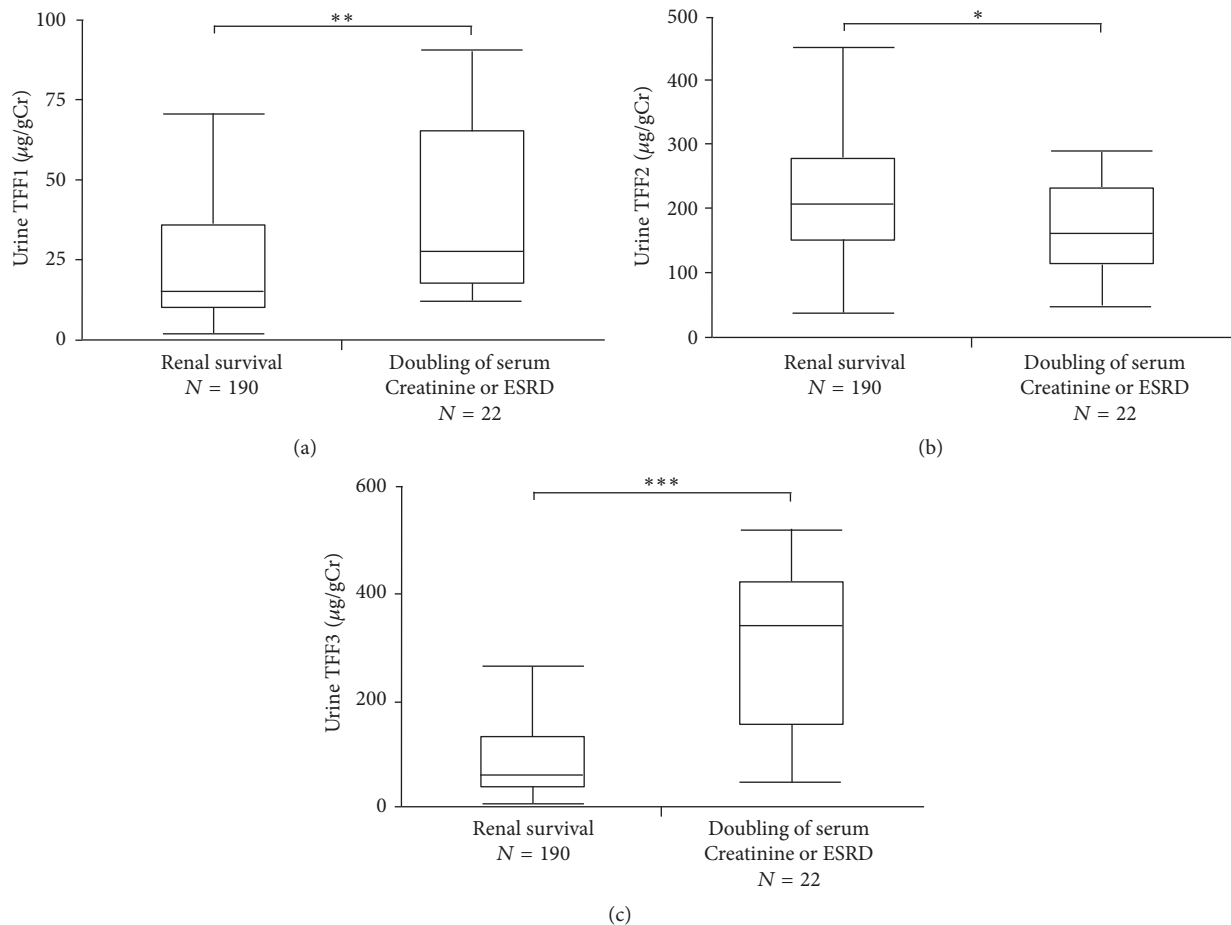 Urine TFF1 (μg/gCr)
100
75
50
25
0
**
Renal survival
N = 190
Doubling of serum
Creatinine or ESRD
N = 22
(a)
Urine TFF2 (μg/gCr)
500
400
300
200
100
0
*
Renal survival
N = 190
Doubling of serum
Creatinine or ESRD
N = 22
(b)
Urine TFF3 (μg/gCr)
600
400
200
0
***
Renal survival
N = 190
Doubling of serum
Creatinine or ESRD
N = 22
(c)